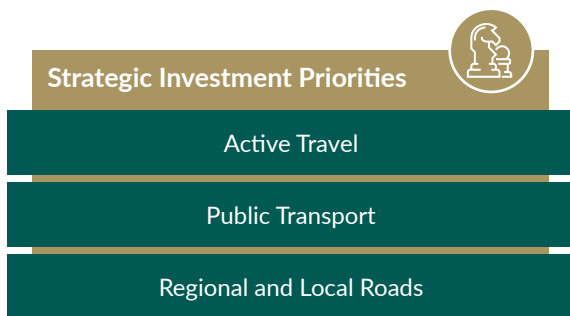 Strategic Investment Priorities
Active Travel
Public Transport
Regional and Local Roads